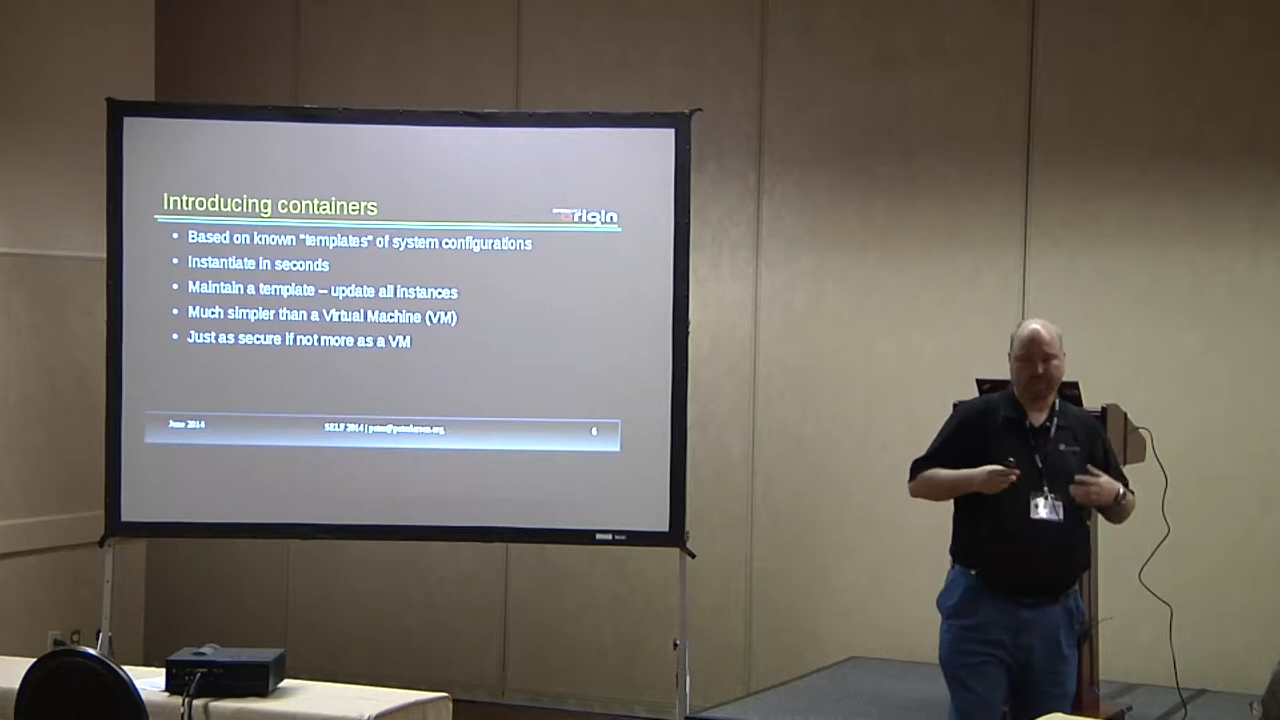 Introducing containers
origin
• Based on known "templates" of system configurations
• Instantiate in seconds
• Maintain a template – update all instances
• Much simpler than a Virtual Machine (VM)
• Just as secure if not more as a VM
June 2014
SELF 2014 |
6